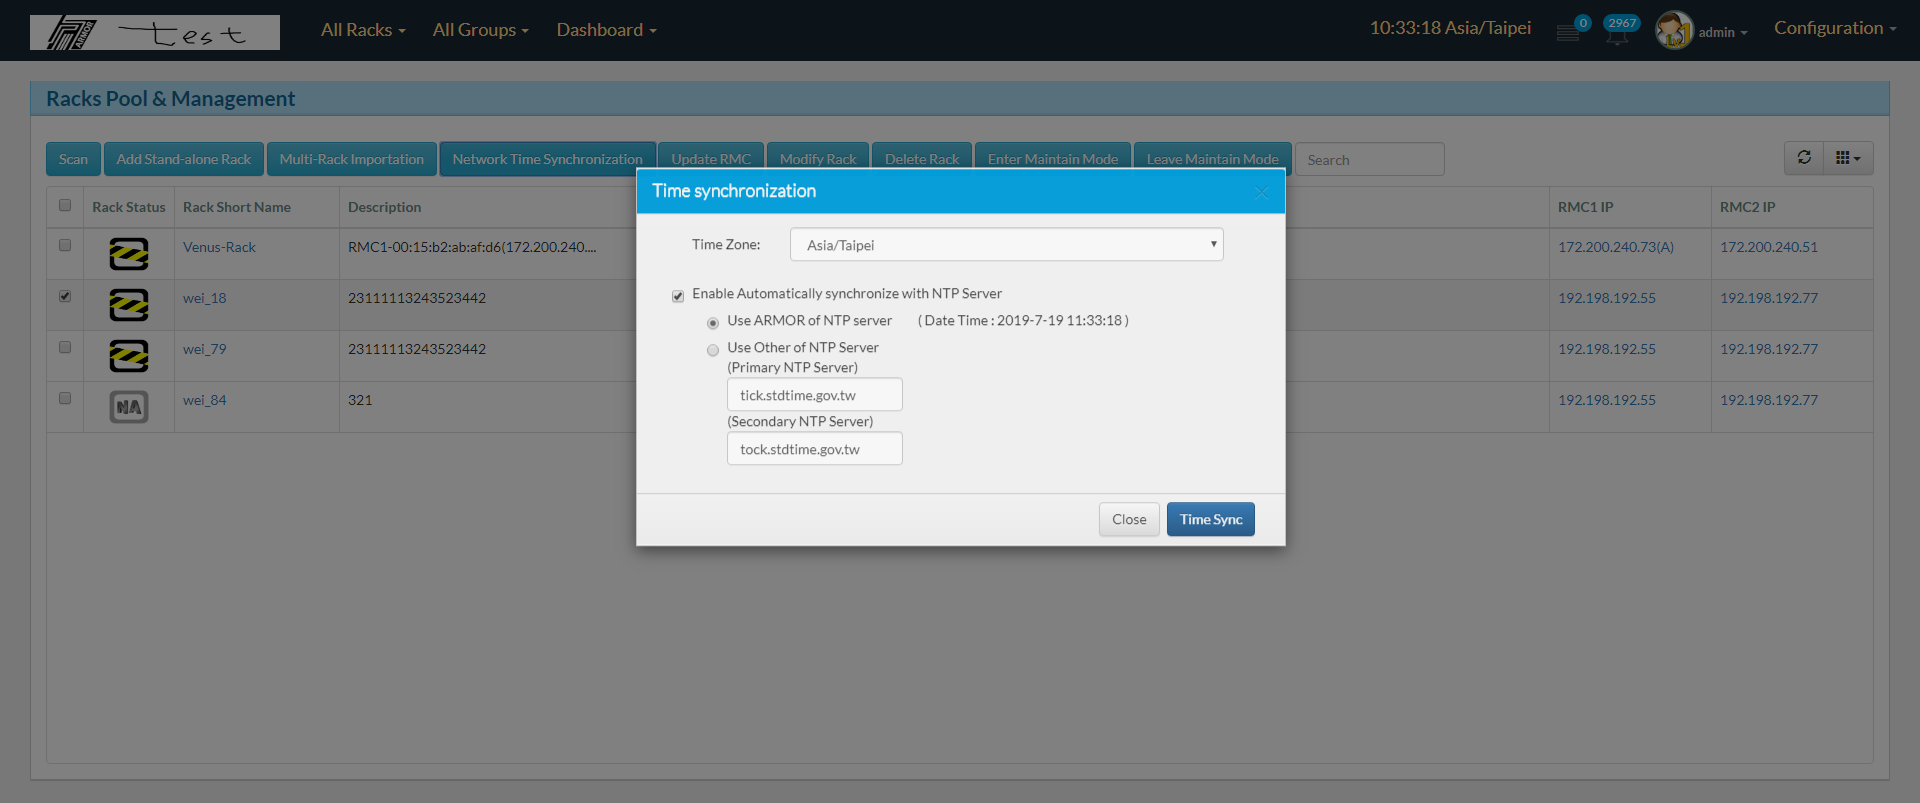 ARMOR test All Racks All Groups Dashboard 10:33:18 Asia/Taipei 0 2967 admin Configuration
Racks Pool & Management
Scan Add Stand-alone Rack Multi-Rack Importation Network Time Synchronization Update RMC Modify Rack Delete Rack Enter Maintain Mode Leave Maintain Mode Search
Time synchronization ×
Rack Status Rack Short Name Description RMC1 IP RMC2 IP
Venus-Rack RMC1-00:15:b2:ab:af:d6(172.200.240.... 172.200.240.73(A) 172.200.240.51
wei_18 23111113243523442 192.198.192.55 192.198.192.77
wei_79 23111113243523442 192.198.192.55 192.198.192.77
NA wei_84 321 192.198.192.55 192.198.192.77
Time Zone: Asia/Taipei
Enable Automatically synchronize with NTP Server
Use ARMOR of NTP server ( Date Time : 2019-7-19 11:33:18 )
Use Other of NTP Server
(Primary NTP Server)
tick.stdtime.gov.tw
(Secondary NTP Server)
tock.stdtime.gov.tw
Close Time Sync